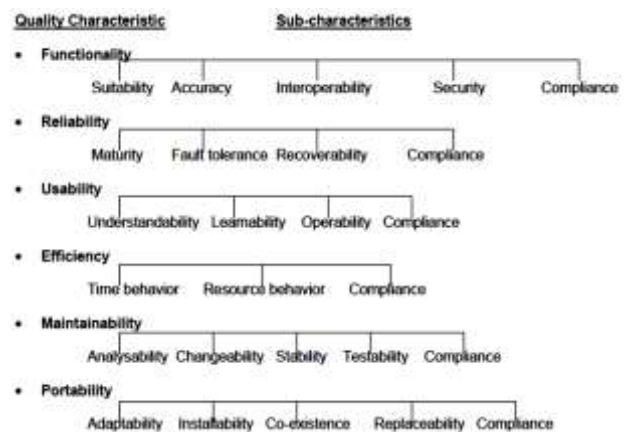 Quality Characteristic Sub-characteristics
• Functionality
Suitability Accuracy Interoperability Security Compliance
• Reliability
Maturity Fault tolerance Recoverability Compliance
• Usability
Understandability Learnability Operability Compliance
• Efficiency
Time behavior Resource behavior Compliance
• Maintainability
Analysability Changeability Stability Testability Compliance
• Portability
Adaptability Installability Co-existence Replaceability Compliance